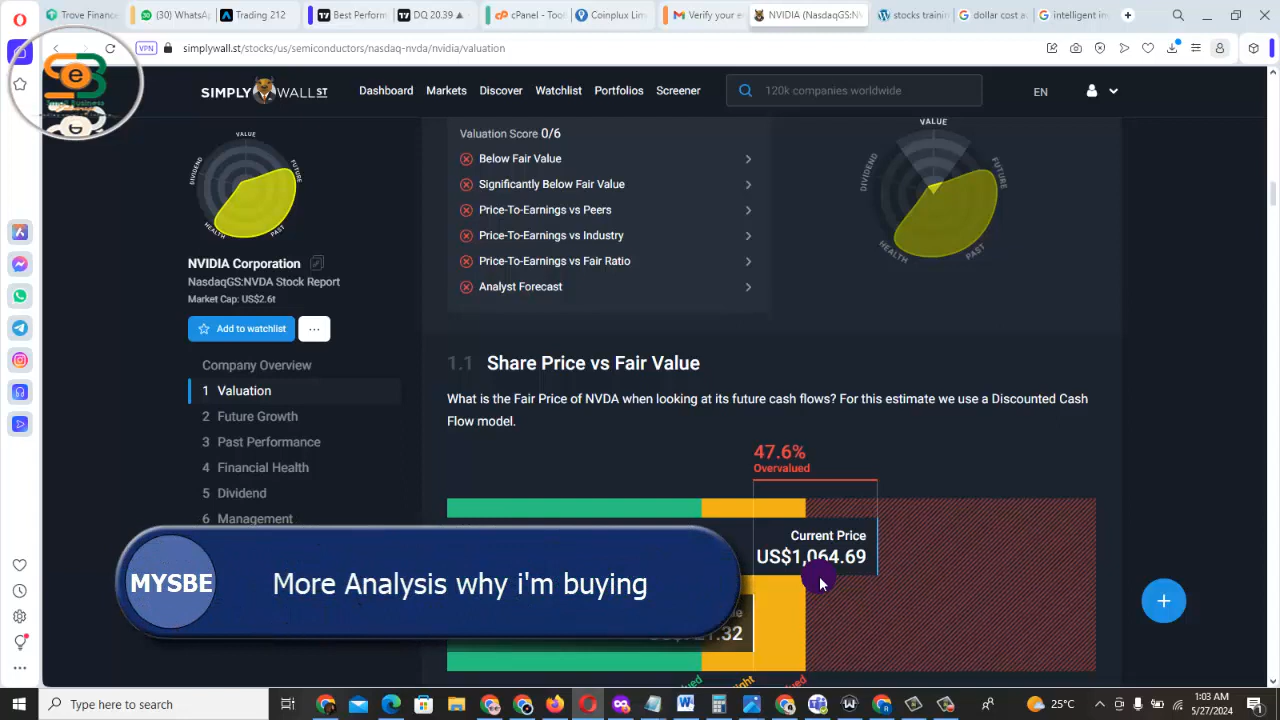 Trove Finance
(30) WhatsA
Trading 212
Best Perform
DQ 20.39 ▲
cPanel - Tool
Coinplux Lim
Verify your e
NVIDIA (NasdaqGS:NV
stocks traini
dollar cost a
intelligent in
VPN
simplywall.st/stocks/us/semiconductors/nasdaq-nvda/nvidia/valuation
SIMPLY WALL ST
Dashboard
Markets
Discover
Watchlist
Portfolios
Screener
120k companies worldwide
EN
e
Small Business
VALUE
FUTURE
PAST
HEALTH
DIVIDEND
NVIDIA Corporation
NasdaqGS:NVDA Stock Report
Market Cap: US$2.6t
Add to watchlist
...
Company Overview
1 Valuation
2 Future Growth
3 Past Performance
4 Financial Health
5 Dividend
6 Management
Valuation Score 0/6
Below Fair Value
Significantly Below Fair Value
Price-To-Earnings vs Peers
Price-To-Earnings vs Industry
Price-To-Earnings vs Fair Ratio
Analyst Forecast
VALUE
FUTURE
PAST
HEALTH
DIVIDEND
1.1 Share Price vs Fair Value
What is the Fair Price of NVDA when looking at its future cash flows? For this estimate we use a Discounted Cash
Flow model.
47.6%
Overvalued
Current Price
US$1,064.69
MYSBE
More Analysis why i'm buying
Type here to search
25°C
1:03 AM
5/27/2024